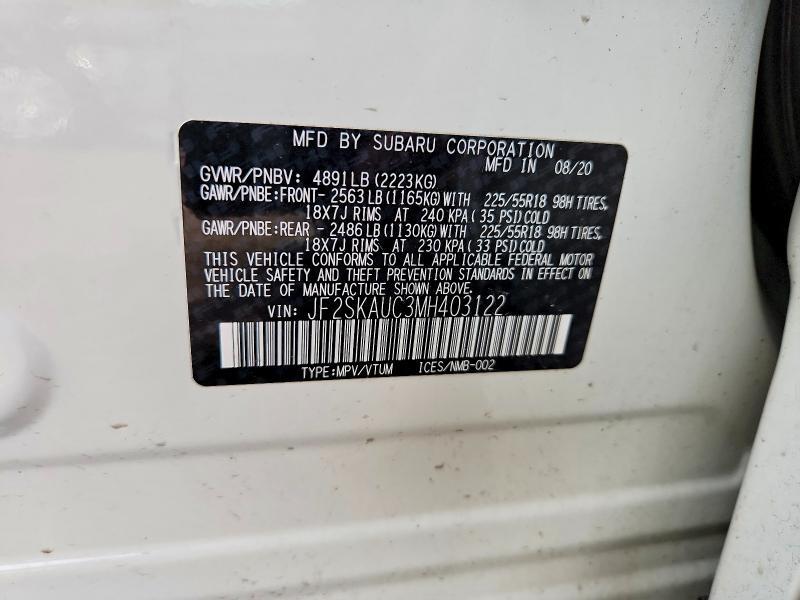 MFD BY SUBARU CORPORATION
MFD IN 08/20
GVWR/PNBV: 4891LB (2223KG)
GAWR/PNBE:FRONT- 2563LB (1165KG) WITH 225/55R18 98H TIRES,
18X7J RIMS AT 240 KPA (35 PSI) COLD
GAWR/PNBE:REAR - 2486LB (1130KG) WITH 225/55R18 98H TIRES,
18X7J RIMS AT 230 KPA (33 PSI) COLD
THIS VEHICLE CONFORMS TO ALL APPLICABLE FEDERAL MOTOR
VEHICLE SAFETY AND THEFT PREVENTION STANDARDS IN EFFECT ON
THE DATE OF MANUFACTURE SHOWN ABOVE.
VIN: JF2SKAUC3MH403122
TYPE:MPV/VTUM ICES/NMB-002